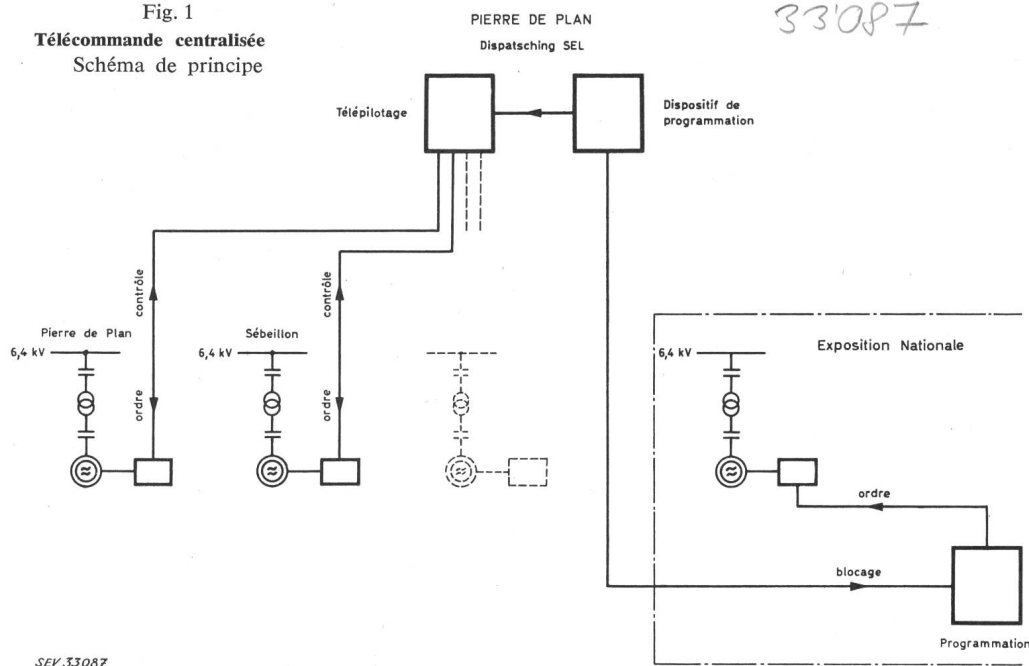 Fig. 1
Télécommande centralisée
Schéma de principe
PIERRE DE PLAN
Dispatsching SEL
33'087
Télépilotage
Dispositif de
programmation
contrôle
contrôle
Pierre de Plan
6,4 kV
Sébeillon
6,4 kV
ordre
ordre
6,4 kV
Exposition Nationale
ordre
blocage
Programmation
SEV 33087